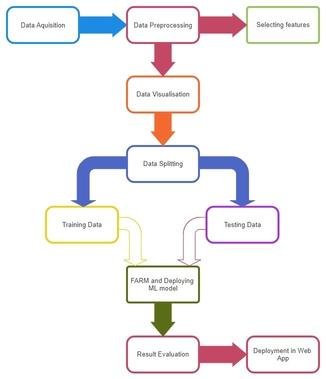 Data Aquisition
Data Preprocessing
Selecting features
Data Visualisation
Data Splitting
Training Data
Testing Data
FARM and Deploying
ML model
Result Evaluation
Deployment in Web
App